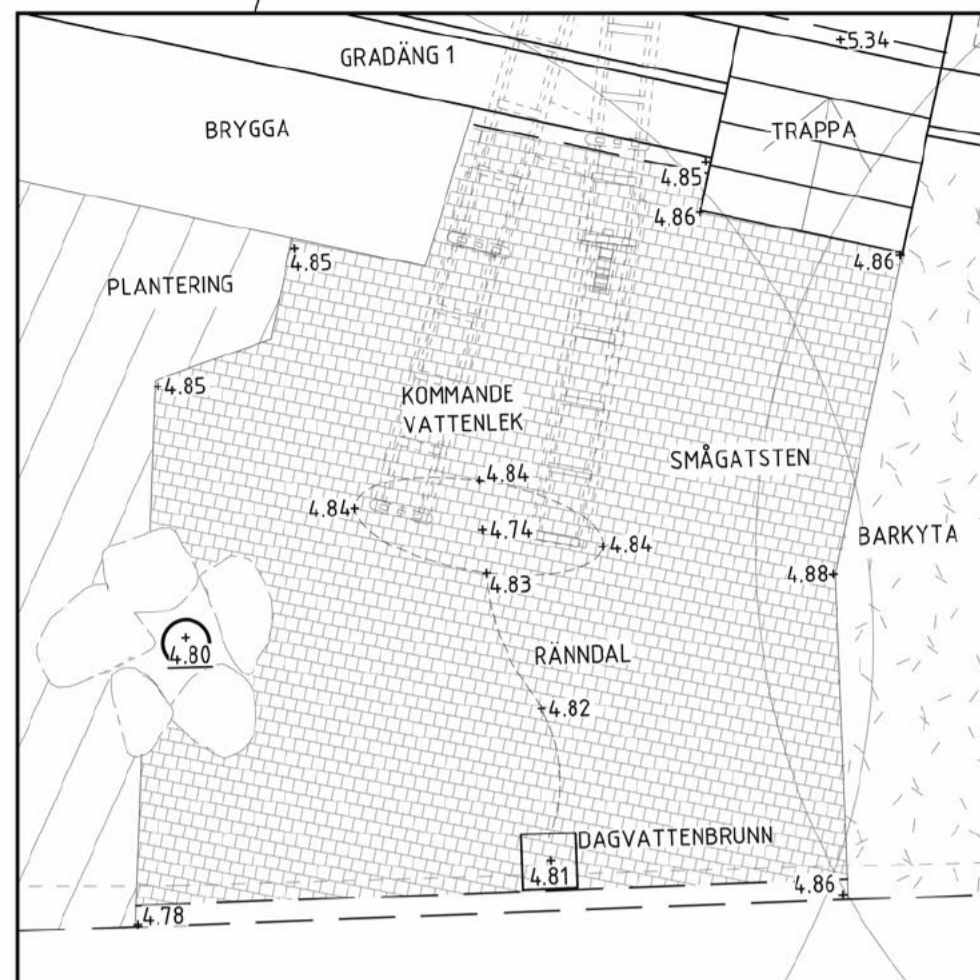 +5.34
GRADÄNG 1
BRYGGA
TRAPPA
4.85
4.86
4.85
4.86
PLANTERING
4.85
KOMMANDE
VATTENLEK
SMÅGATSTEN
4.84
4.84
4.74
4.84
BARKYTA
4.83
4.88
4.80
RÄNNDAL
4.82
DAGVATTENBRUNN
4.81
4.86
4.78